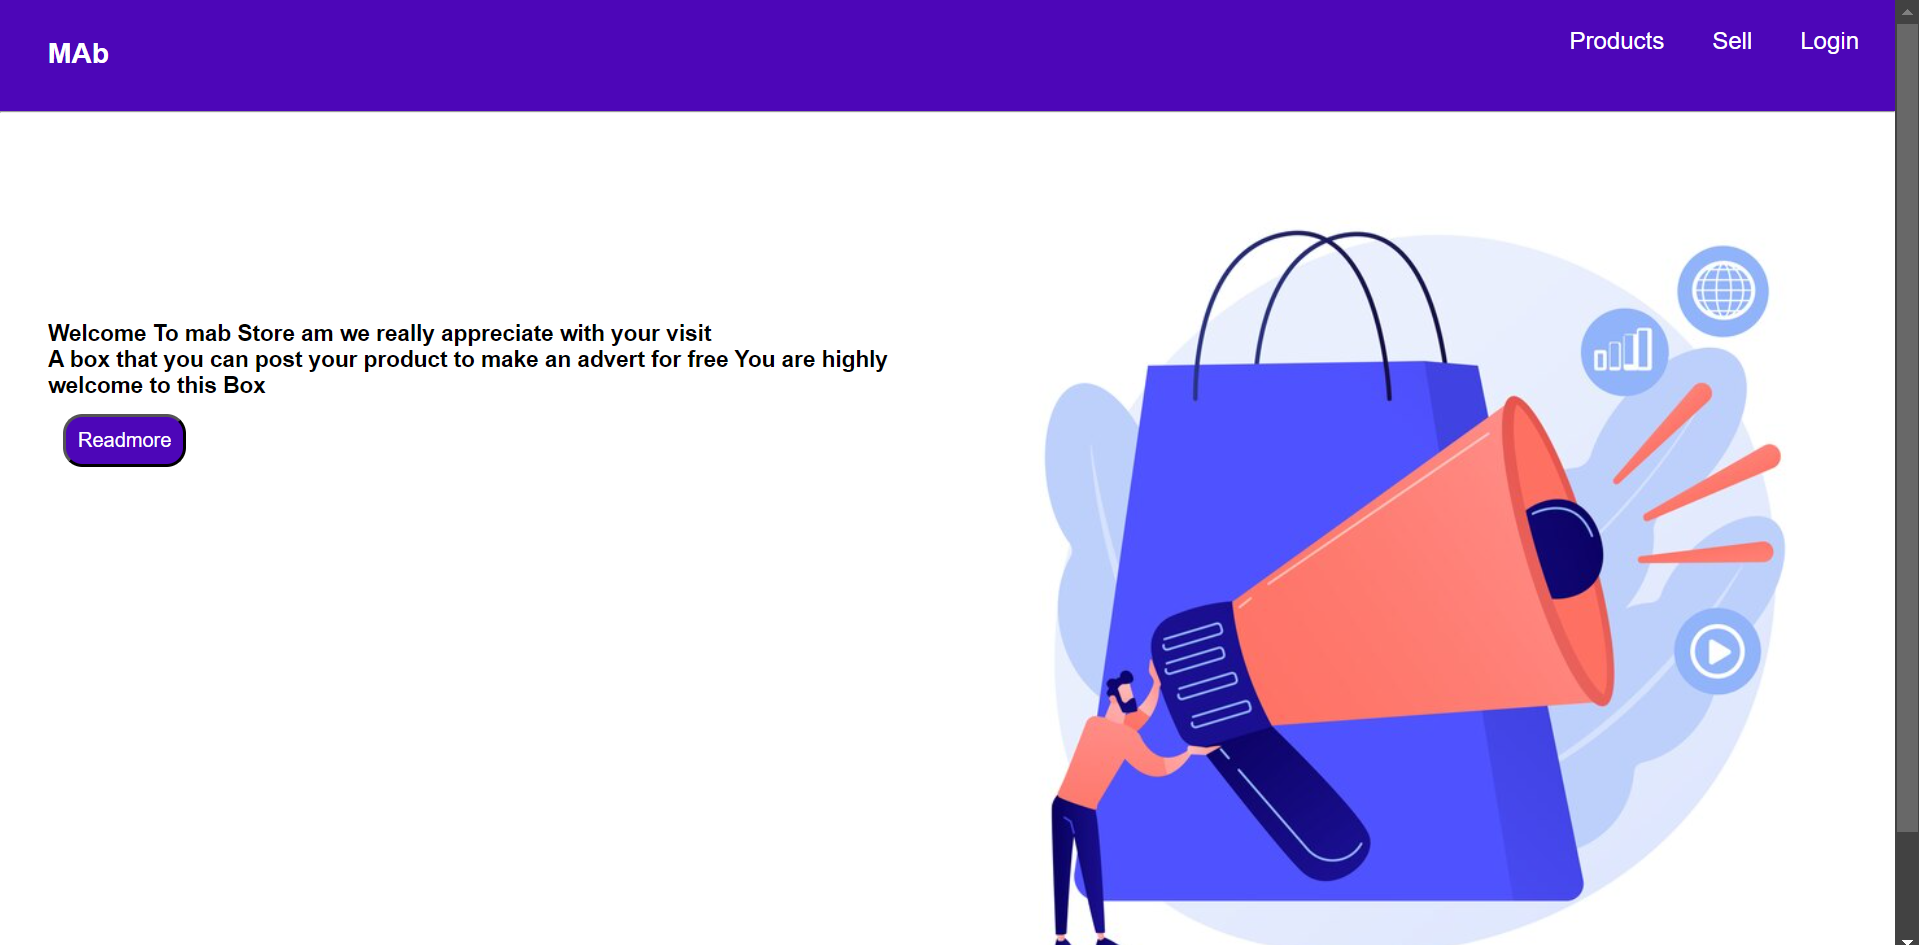 MAb
Products Sell Login
Welcome To mab Store am we really appreciate with your visit
A box that you can post your product to make an advert for free You are highly
welcome to this Box
Readmore